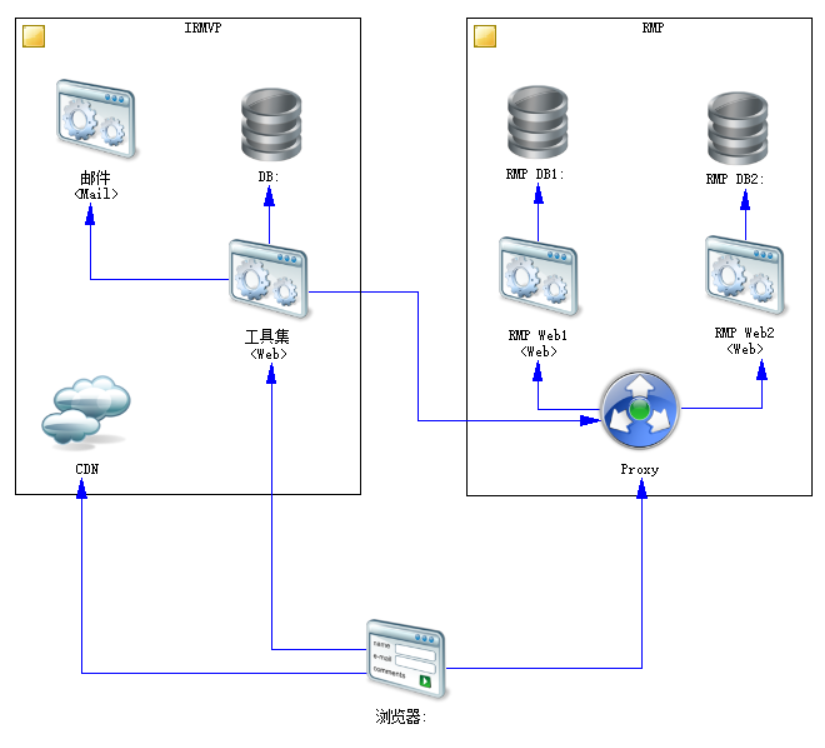 IRMVP
RMP
邮件
<Mail>
DB:
RMP DB1:
RMP DB2:
工具集
<Web>
RMP Web1
<Web>
RMP Web2
<Web>
CDN
Proxy
name
e-mail
comments
浏览器: